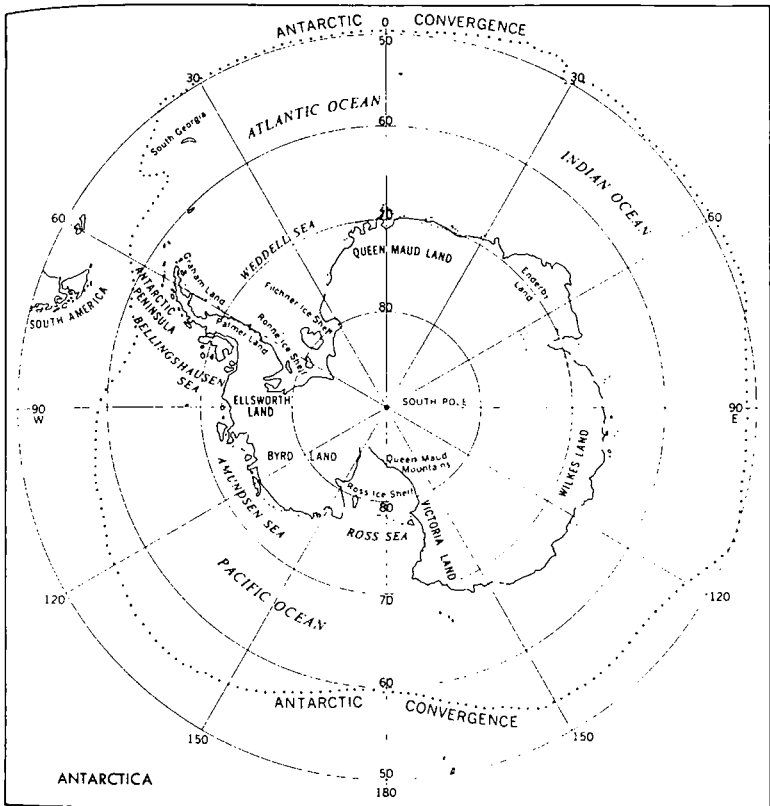 ANTARCTIC CONVERGENCE
0
50
30
30
ATLANTIC OCEAN
South Georgia
60
INDIAN OCEAN
60
60
WEDDELL SEA
70
QUEEN MAUD LAND
Enderby
Land
Graham Land
ANTARCTIC
PENINSULA
SOUTH AMERICA
Filchner Ice Shelf
Palmer Land
Ronne Ice Shelf
80
BELLINGSHAUSEN
SEA
ELLSWORTH
LAND
SOUTH POLE
90
W
90
E
BYRD LAND
Queen Maud
Mountains
WILKES LAND
AMUNDSEN SEA
Ross Ice Shelf
80
VICTORIA
LAND
ROSS SEA
PACIFIC OCEAN
120
120
70
60
ANTARCTIC CONVERGENCE
150
150
50
180
ANTARCTICA